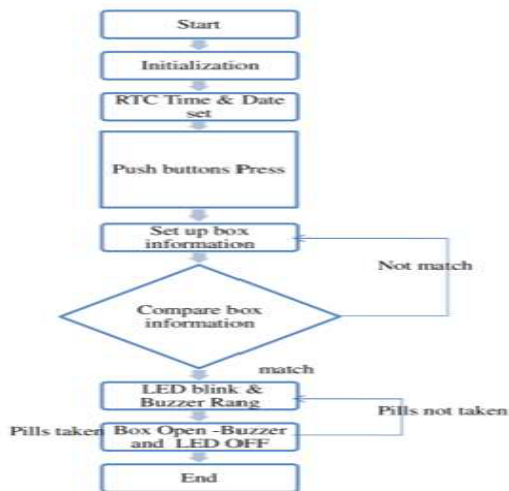 Start
Initialization
RTC Time & Date
set
Push buttons Press
Set up box
information
Not match
Compare box
information
match
LED blink &
Buzzer Rang
Pills not taken
Pills taken
Box Open -Buzzer
and LED OFF
End